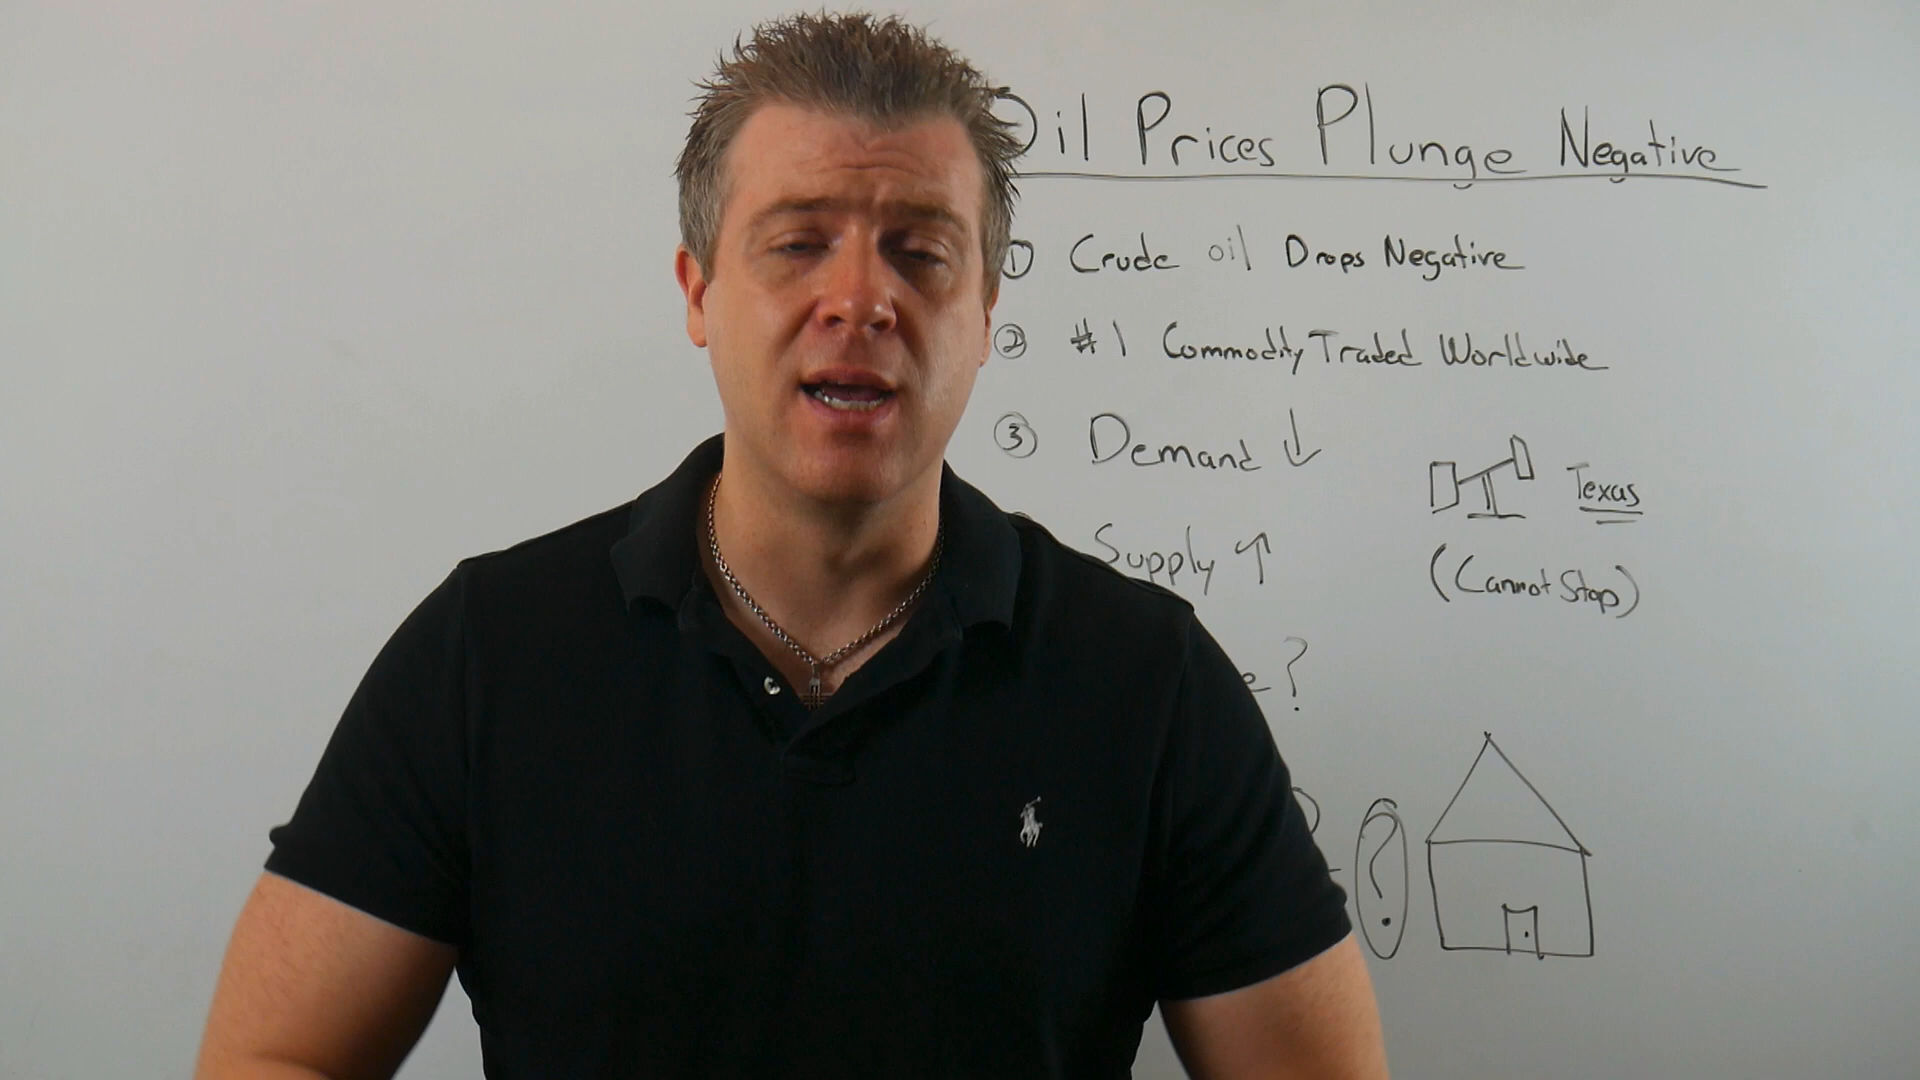 Oil Prices Plunge Negative
① Crude oil Drops Negative
② #1 Commodity Traded Worldwide
③ Demand ↓
Texas
Supply ↑
(Cannot Stop)
?
?